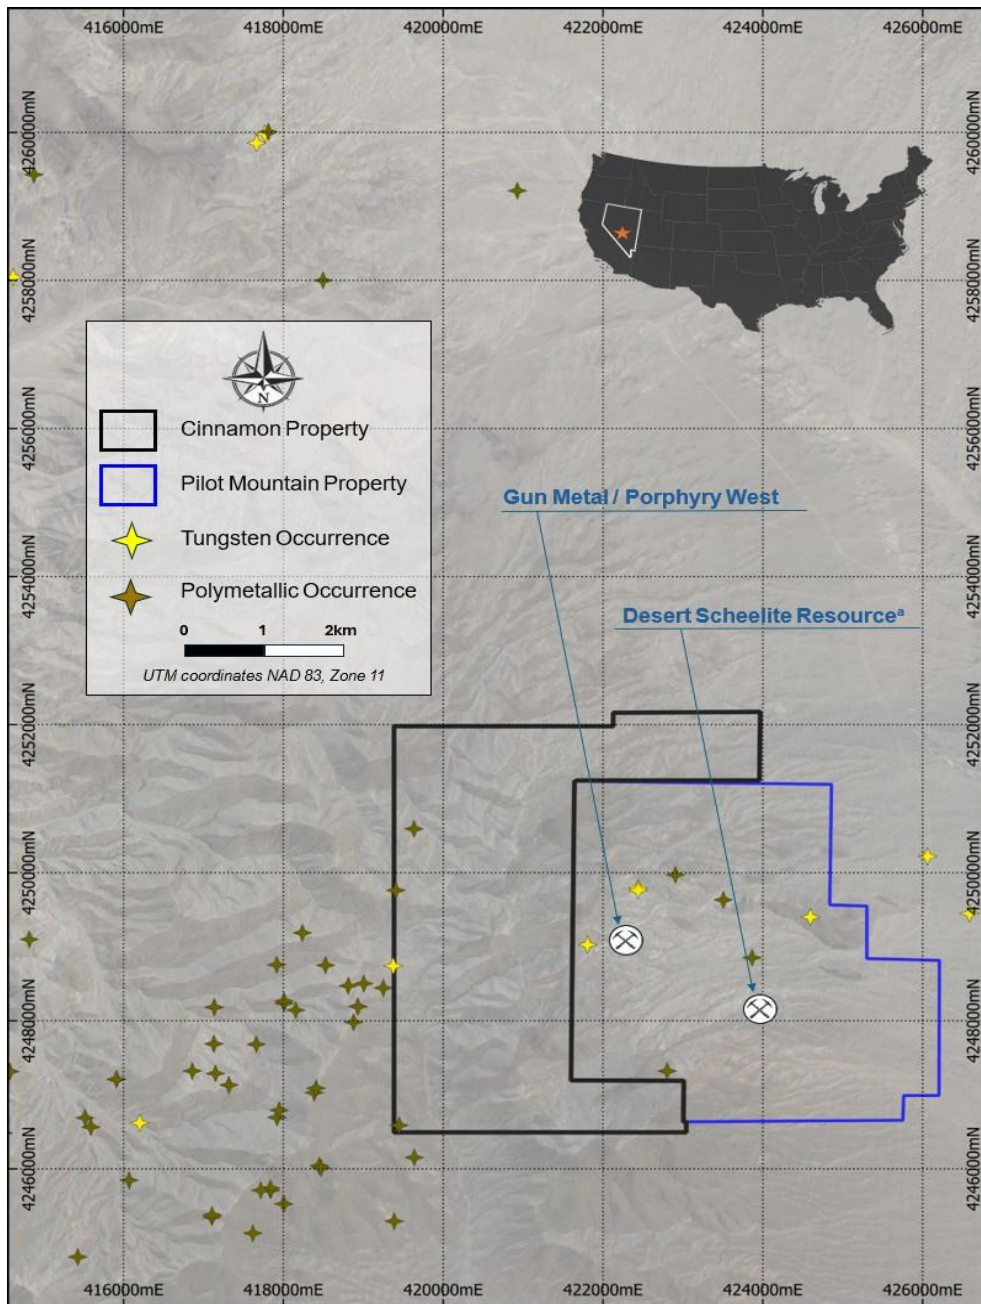 416000mE 418000mE 420000mE 422000mE 424000mE 426000mE
4260000mN 4260000mN
4258000mN 4258000mN
N
Cinnamon Property
4256000mN 4256000mN
Pilot Mountain Property
Gun Metal / Porphyry West
Tungsten Occurrence
4254000mN 4254000mN
Polymetallic Occurrence
Desert Scheelite Resourceᵃ
0 1 2km
UTM coordinates NAD 83, Zone 11
4252000mN 4252000mN
4250000mN 4250000mN
4248000mN 4248000mN
4246000mN 4246000mN
416000mE 418000mE 420000mE 422000mE 424000mE 426000mE